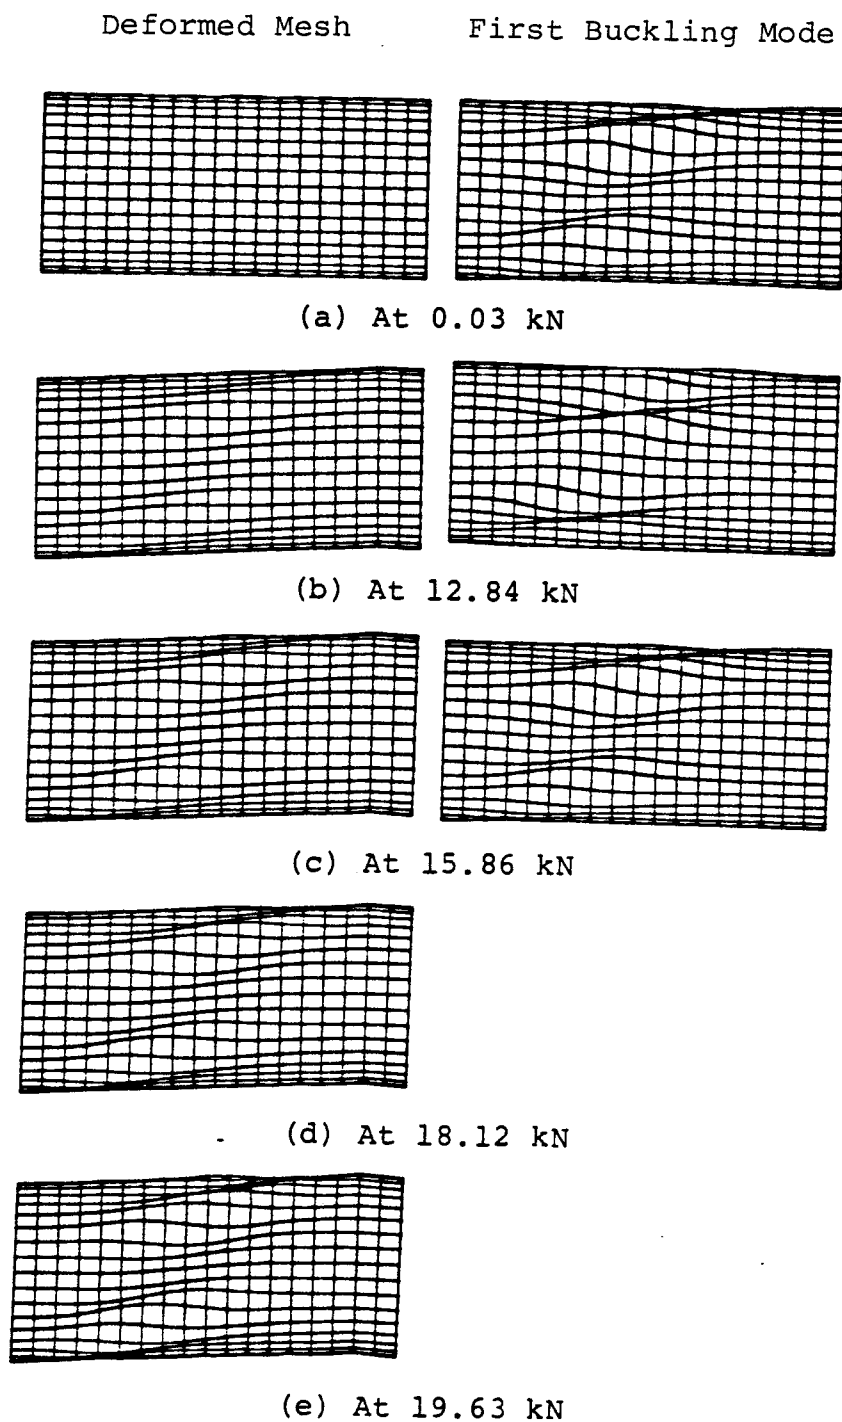 Deformed Mesh First Buckling Mode
(a) At 0.03 kN
(b) At 12.84 kN
(c) At 15.86 kN
(d) At 18.12 kN
(e) At 19.63 kN